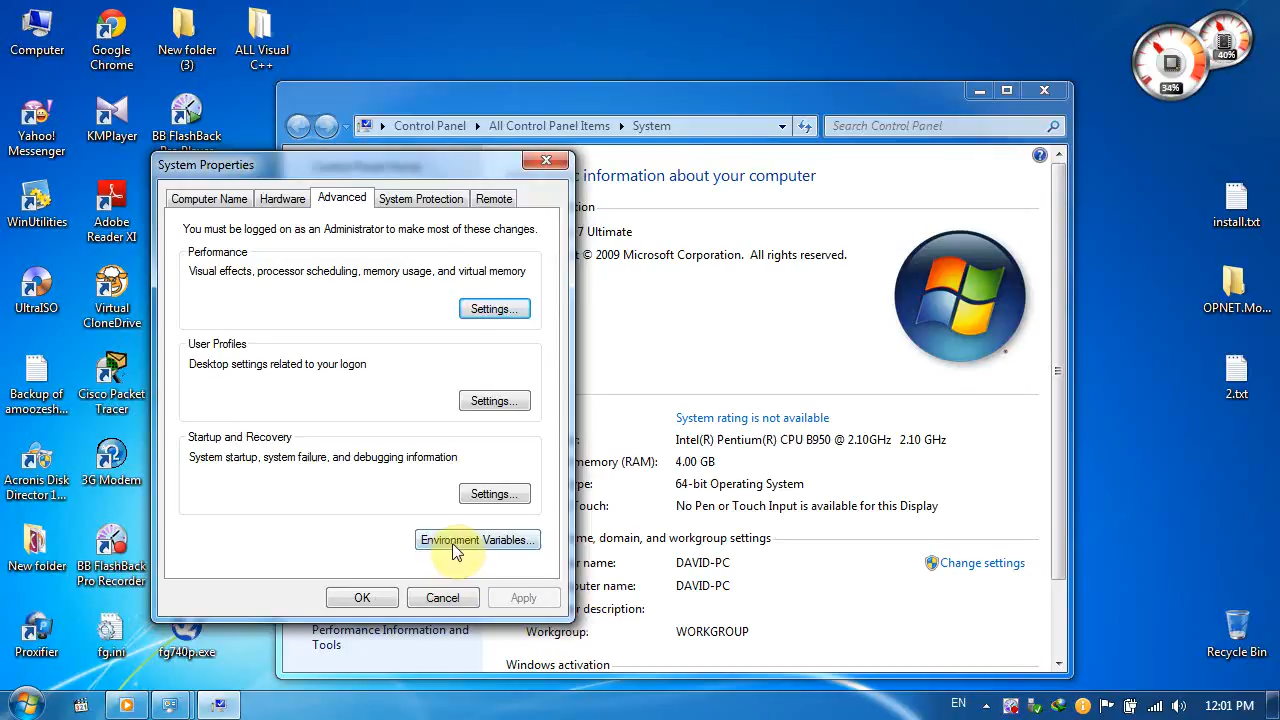 Computer
Google
Chrome
New folder
(3)
ALL Visual
C++
Yahoo!
Messenger
KMPlayer
BB FlashBack
WinUtilities
Adobe
Reader XI
UltraISO
Virtual
CloneDrive
Backup of
amoozesh...
Cisco Packet
Tracer
Acronis Disk
Director 1...
3G Modem
New folder
BB FlashBack
Pro Recorder
Proxifier
fg.ini
fg740p.exe
40%
34%
install.txt
OPNET.Mo...
2.txt
Recycle Bin
Control Panel
All Control Panel Items
System
Search Control Panel
System Properties
Computer Name
Hardware
Advanced
System Protection
Remote
You must be logged on as an Administrator to make most of these changes.
Performance
Visual effects, processor scheduling, memory usage, and virtual memory
Settings...
User Profiles
Desktop settings related to your logon
Settings...
Startup and Recovery
System startup, system failure, and debugging information
Settings...
Environment Variables...
OK
Cancel
Apply
ic information about your computer
7 Ultimate
© 2009 Microsoft Corporation. All rights reserved.
System rating is not available
Intel(R) Pentium(R) CPU B950 @ 2.10GHz 2.10 GHz
memory (RAM): 4.00 GB
pe: 64-bit Operating System
Touch: No Pen or Touch Input is available for this Display
me, domain, and workgroup settings
r name: DAVID-PC
Change settings
uter name: DAVID-PC
r description:
Workgroup: WORKGROUP
Performance Information and
Tools
Windows activation
EN
12:01 PM